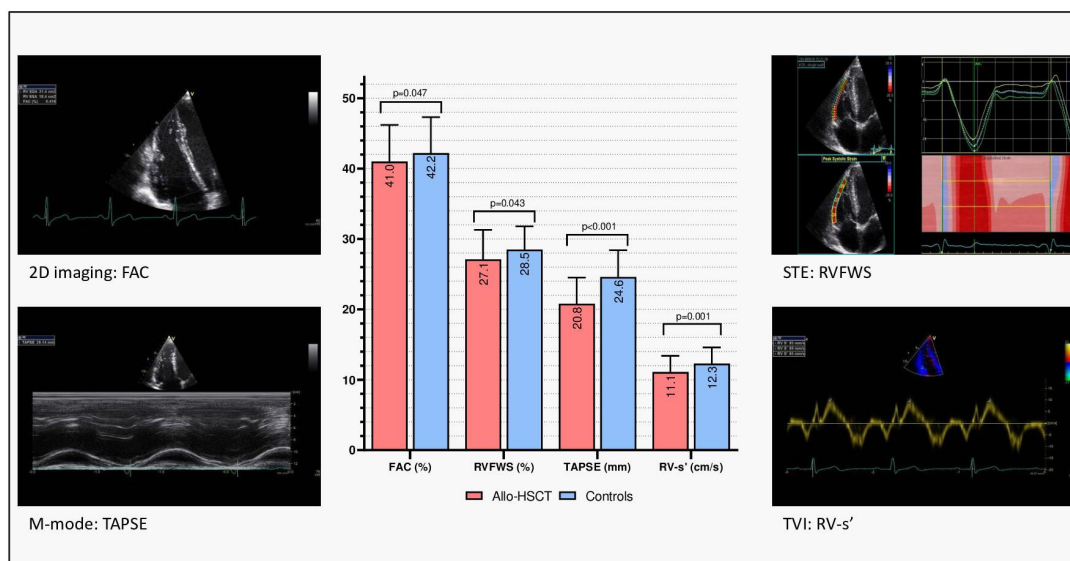 2D imaging: FAC
M-mode: TAPSE
TAPSE
FAC (%)
50
40
30
20
10
0
p=0.047
p=0.043
p<0.001
p=0.001
41.0
42.2
27.1
28.5
20.8
24.6
11.1
12.3
FAC (%) RVFWS (%) TAPSE (mm) RV-s' (cm/s)
Allo-HSCT Controls
Peak Systolic Strain
STE: RVFWS
TVI: RV-s’